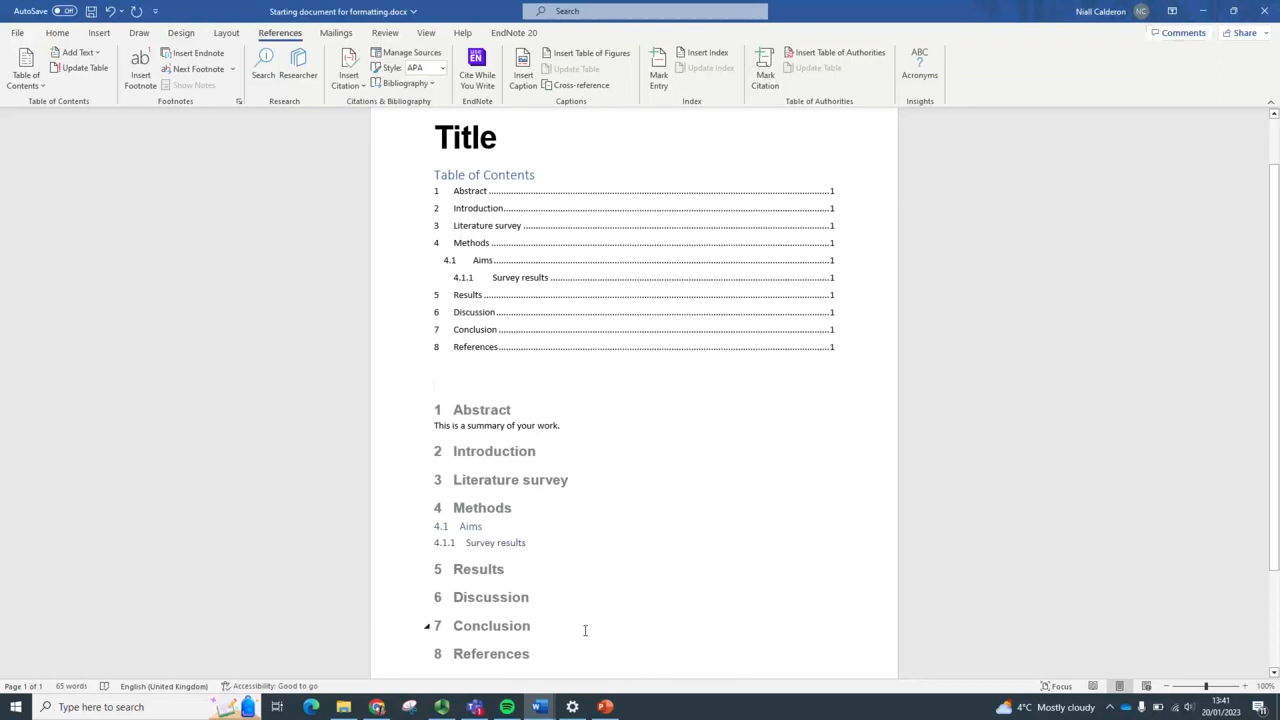 AutoSave Off
Starting document for formatting.docx
Search
Niall Calderon NC
File Home Insert Draw Design Layout References Mailings Review View Help EndNote 20 Comments Share
Table of Contents
Add Text
Update Table
Table of Contents
ab Insert Footnote
Insert Endnote
Next Footnote
Show Notes
Footnotes
Search
Researcher
Research
Insert Citation
Manage Sources
Style: APA
Bibliography
Citations & Bibliography
use EN
Cite While You Write
EndNote
Insert Caption
Insert Table of Figures
Update Table
Cross-reference
Captions
Mark Entry
Insert Index
Update Index
Index
Mark Citation
Insert Table of Authorities
Update Table
Table of Authorities
ABC
Acronyms
Insights
Title
Table of Contents
1 Abstract ... 1
2 Introduction ... 1
3 Literature survey ... 1
4 Methods ... 1
4.1 Aims ... 1
4.1.1 Survey results ... 1
5 Results ... 1
6 Discussion ... 1
7 Conclusion ... 1
8 References ... 1
1 Abstract
This is a summary of your work.
2 Introduction
3 Literature survey
4 Methods
4.1 Aims
4.1.1 Survey results
5 Results
6 Discussion
7 Conclusion
8 References
Page 1 of 1 65 words English (United Kingdom) Accessibility: Good to go Focus 100%
Type here to search
4°C Mostly cloudy
13:41
20/01/2023